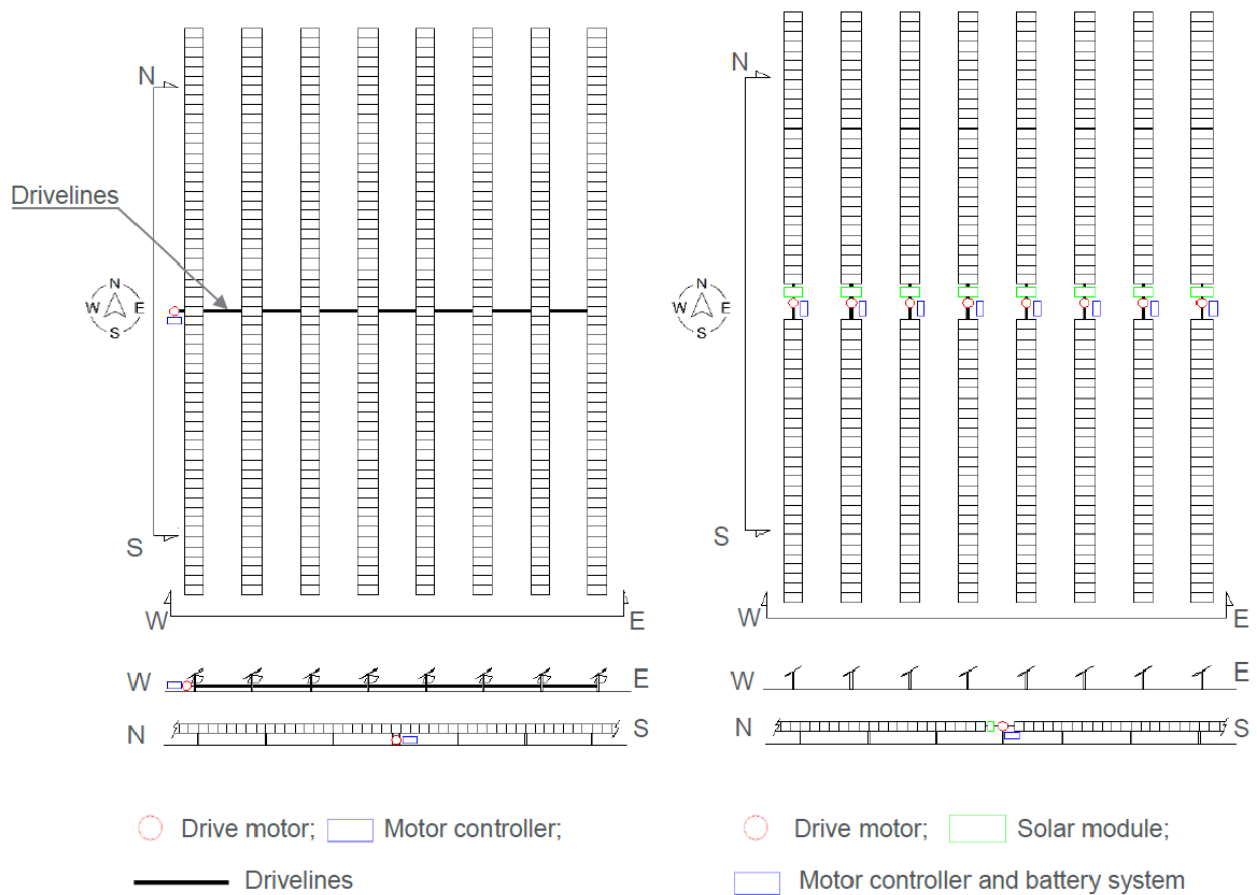 N
Drivelines
N
W E
S
S
W E
W E
N S
Drive motor; Motor controller;
Drivelines
N
N
W E
S
S
W E
W E
N S
Drive motor; Solar module;
Motor controller and battery system